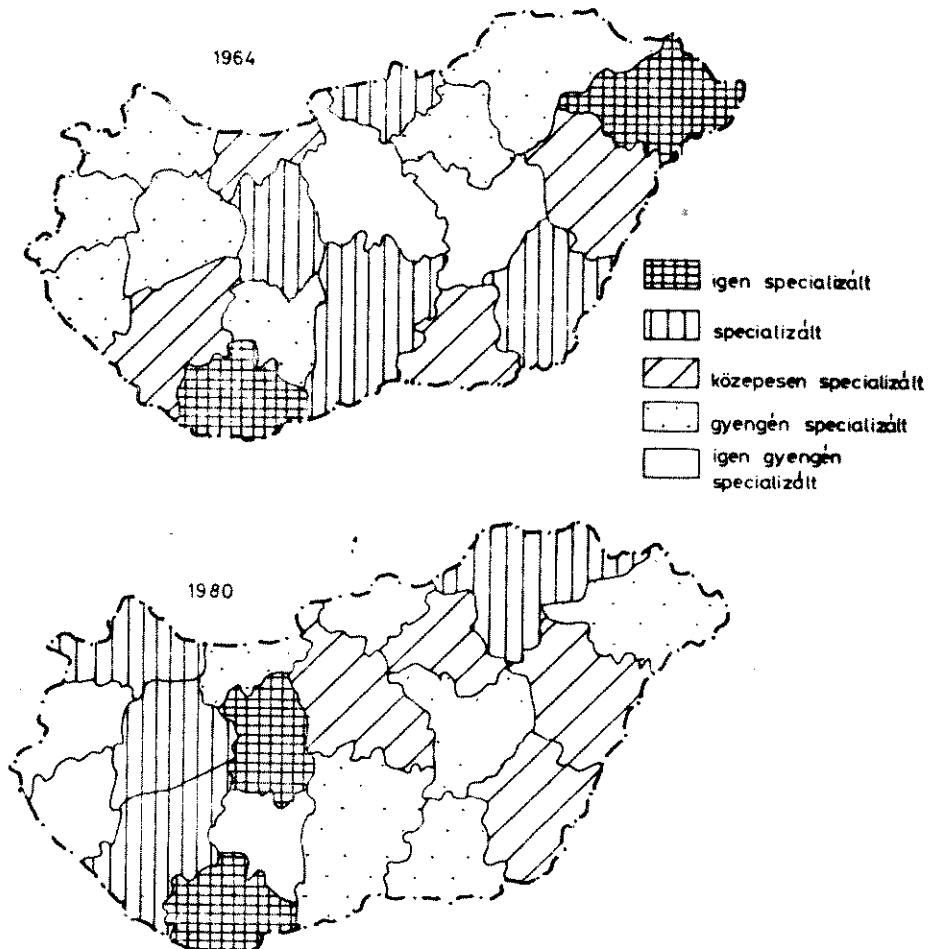 1964
igen specializált
specializált
közepesen specializált
gyengén specializált
igen gyengén
specializált
1980